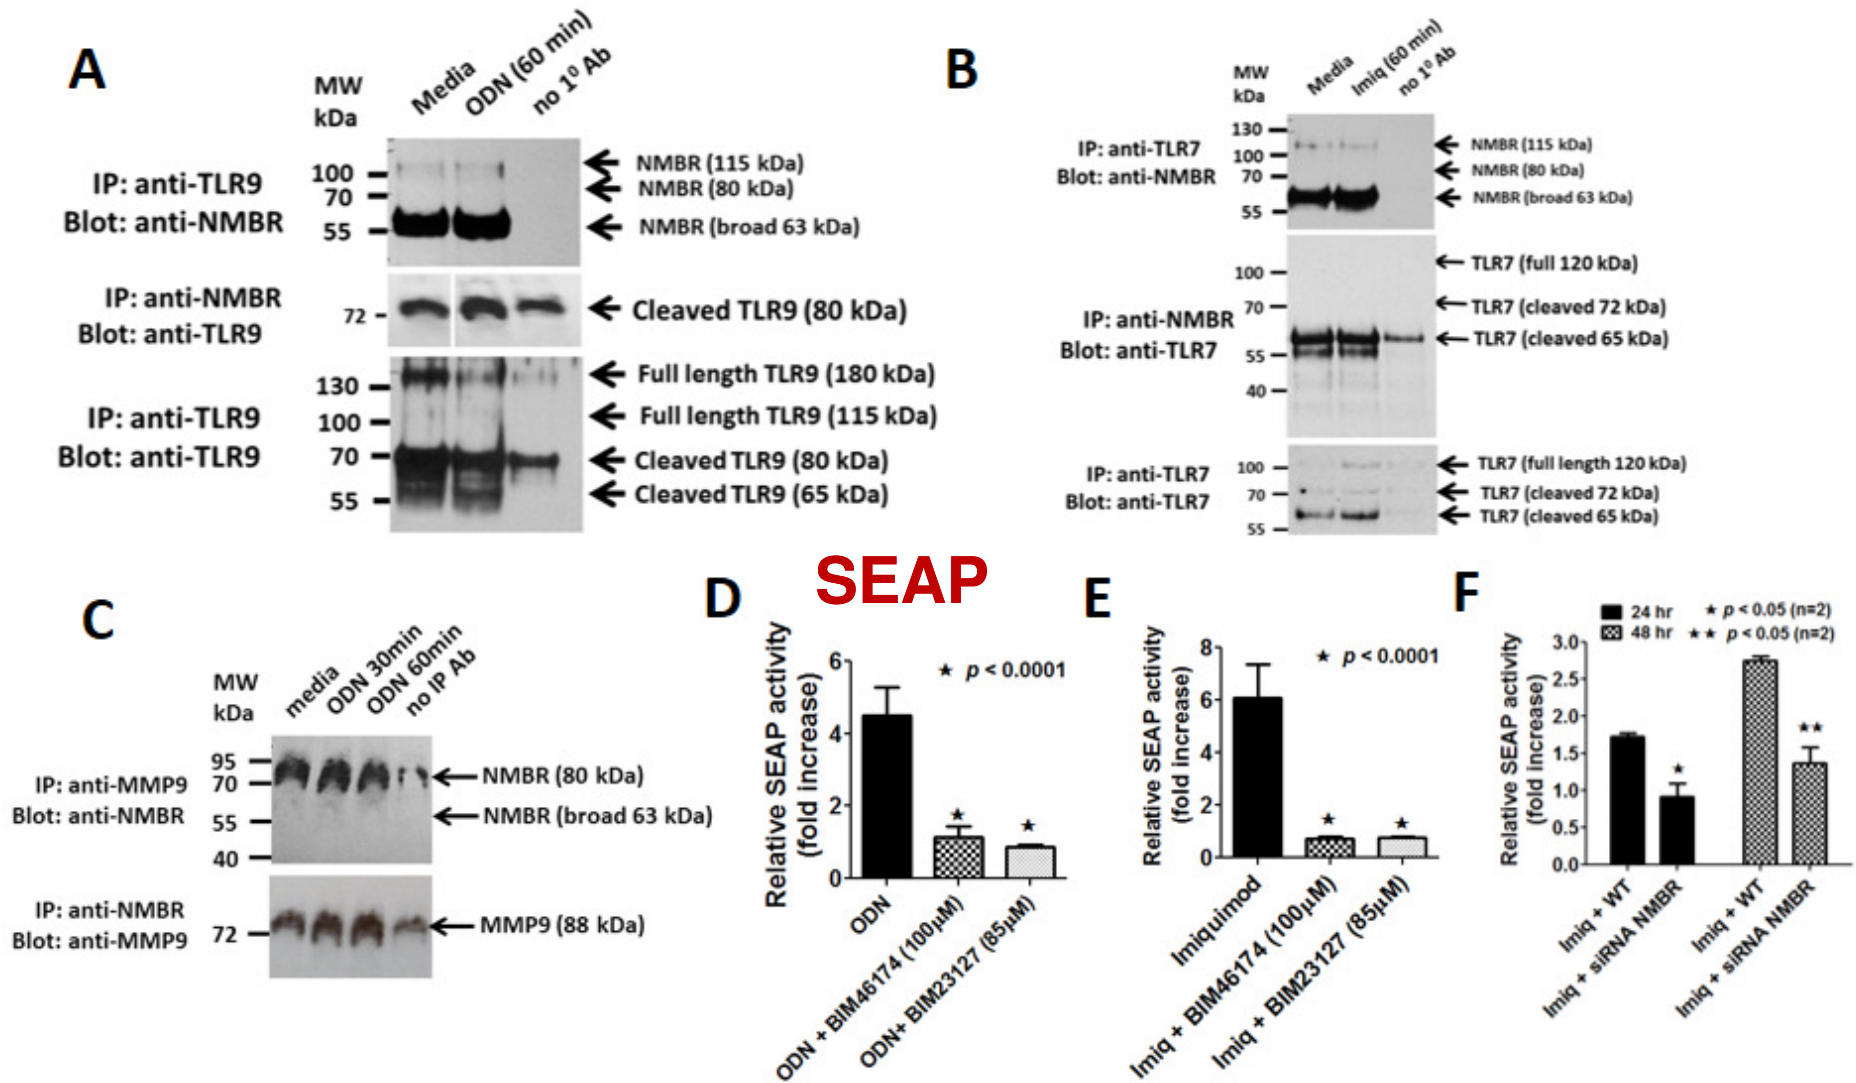 A
MW
kDa
Media
ODN (60 min)
no 1⁰ Ab
IP: anti-TLR9
Blot: anti-NMBR
100
70
55
NMBR (115 kDa)
NMBR (80 kDa)
NMBR (broad 63 kDa)
IP: anti-NMBR
Blot: anti-TLR9
72
Cleaved TLR9 (80 kDa)
IP: anti-TLR9
Blot: anti-TLR9
130
100
70
55
Full length TLR9 (180 kDa)
Full length TLR9 (115 kDa)
Cleaved TLR9 (80 kDa)
Cleaved TLR9 (65 kDa)
B
MW
kDa
Media
Imiq (60 min)
no 1⁰ Ab
IP: anti-TLR7
Blot: anti-NMBR
130
100
70
55
NMBR (115 kDa)
NMBR (80 kDa)
NMBR (broad 63 kDa)
IP: anti-NMBR
Blot: anti-TLR7
100
70
55
40
TLR7 (full 120 kDa)
TLR7 (cleaved 72 kDa)
TLR7 (cleaved 65 kDa)
IP: anti-TLR7
Blot: anti-TLR7
100
70
55
TLR7 (full length 120 kDa)
TLR7 (cleaved 72 kDa)
TLR7 (cleaved 65 kDa)
C
MW
kDa
media
ODN 30min
ODN 60min
no IP Ab
IP: anti-MMP9
Blot: anti-NMBR
95
70
55
40
NMBR (80 kDa)
NMBR (broad 63 kDa)
IP: anti-NMBR
Blot: anti-MMP9
72
MMP9 (88 kDa)
SEAP
D
Relative SEAP activity
(fold increase)
6
4
2
0
★ p < 0.0001
★
★
ODN
ODN + BIM46174 (100µM)
ODN+ BIM23127 (85µM)
E
Relative SEAP activity
(fold increase)
8
6
4
2
0
★ p < 0.0001
★
★
Imiquimod
Imiq + BIM46174 (100µM)
Imiq + BIM23127 (85µM)
F
24 hr ★ p < 0.05 (n=2)
48 hr ★★ p < 0.05 (n=2)
Relative SEAP activity
(fold increase)
3.0
2.5
2.0
1.5
1.0
0.5
0.0
★
★★
Imiq + WT
Imiq + siRNA NMBR
Imiq + WT
Imiq + siRNA NMBR